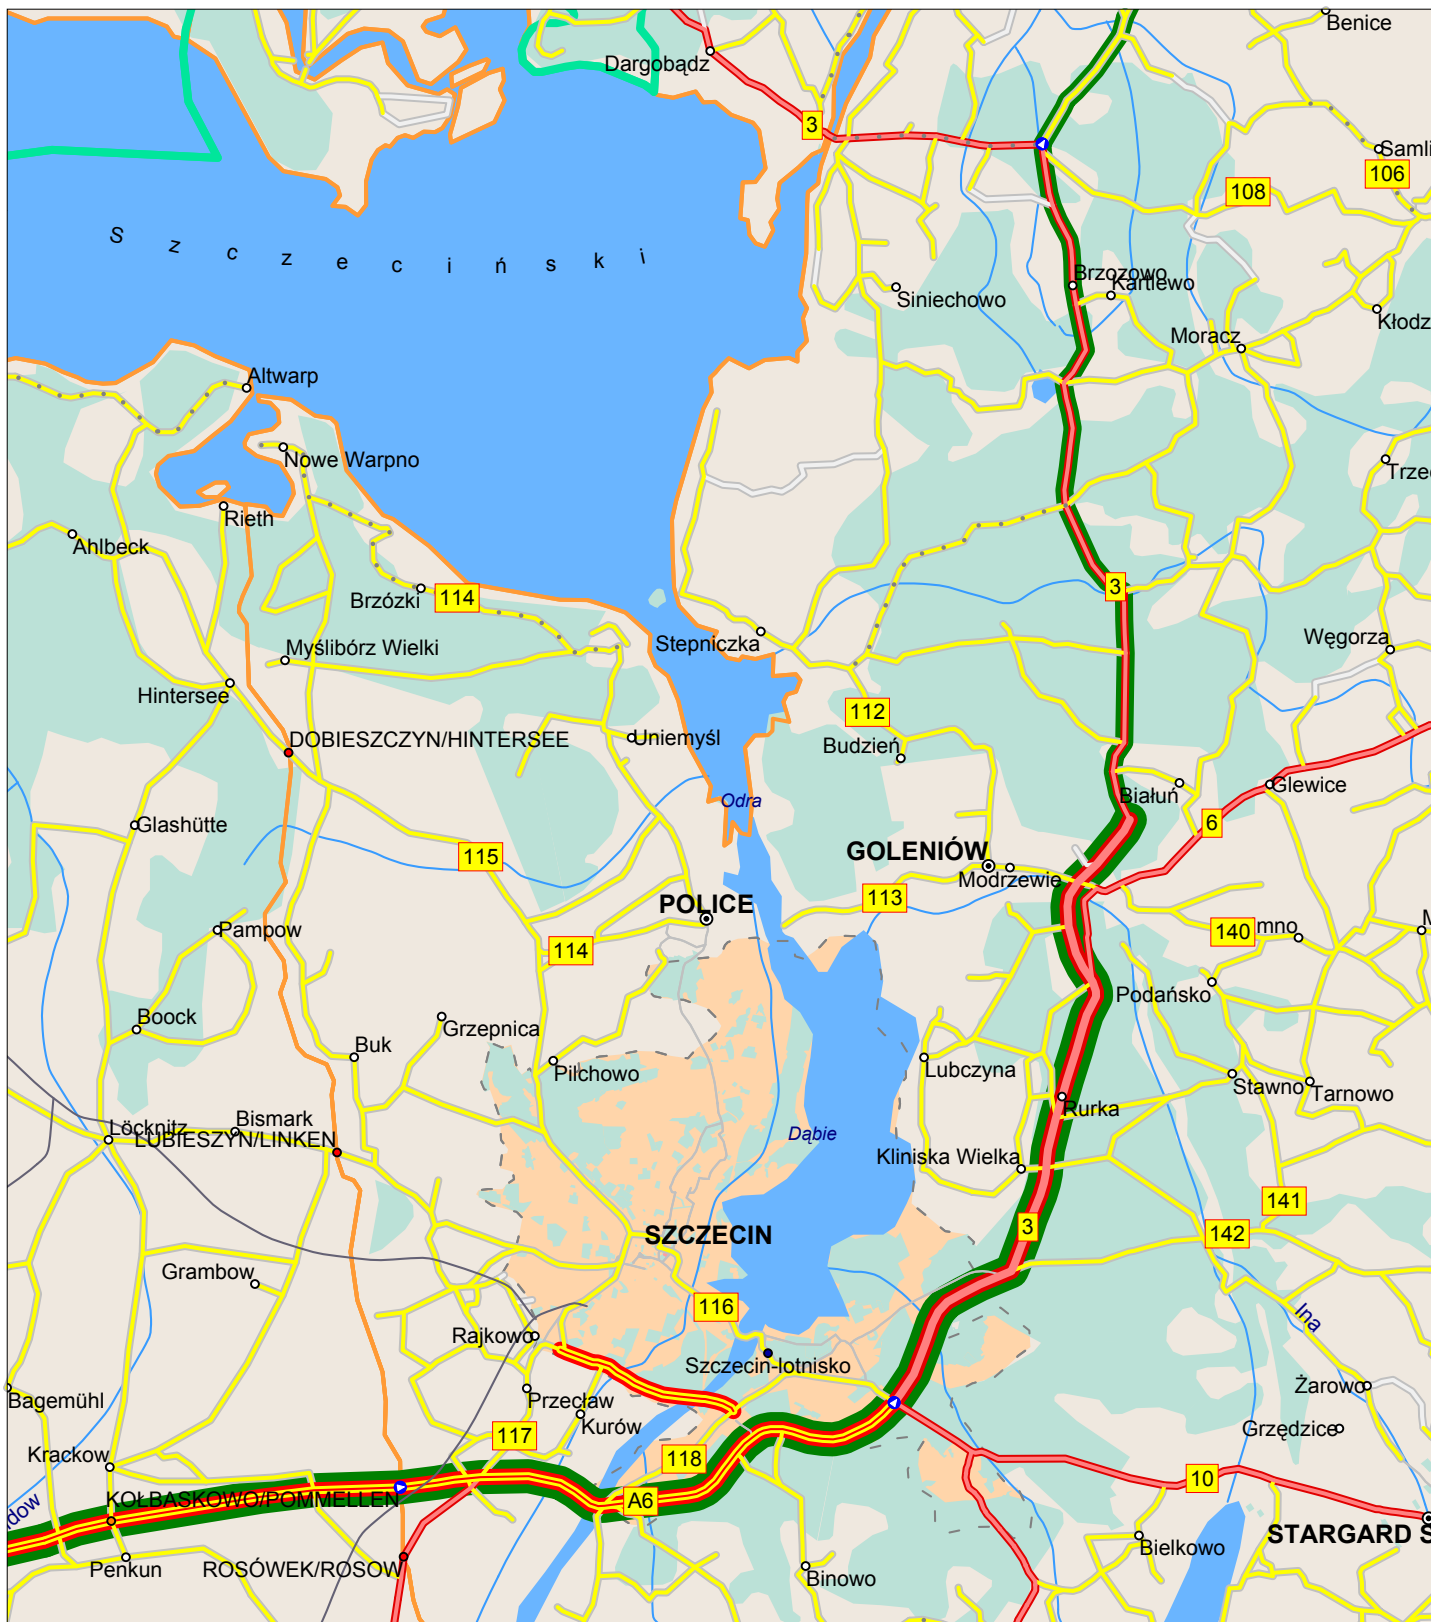 Benice
Dargobądz
3
Samli
106
108
Szczeciński
Brzozowo
Kartlewo
Siniechowo
Kłodz
Moracz
Altwarp
Nowe Warpno
Trze
Rieth
Ahlbeck
Brzózki
114
3
Stepniczka
Węgorza
Myślibórz Wielki
Hintersee
112
DOBIESZCZYN/HINTERSEE
Uniemyśl
Budzień
Odra
Białuń
Glewice
Glashütte
6
115
GOLENIÓW
Modrzewie
113
POLICE
Pampow
140
mno
M
114
Podańsko
Boock
Grzepnica
Buk
Pilchowo
Lubczyna
Stawno
Tarnowo
Rurka
Löcknitz
Bismark
LUBIESZYN/LINKEN
Dąbie
Kliniska Wielka
141
3
142
SZCZECIN
Grambow
116
Ina
Rajkowo
Szczecin-lotnisko
Bagemühl
Przecław
Żarowo
Kurów
Grzędzice
117
Krackow
118
10
KOŁBASKOWO/POMMELLEN
A6
dow
STARGARD S
Penkun
ROSÓWEK/ROSOW
Binowo
Bielkowo